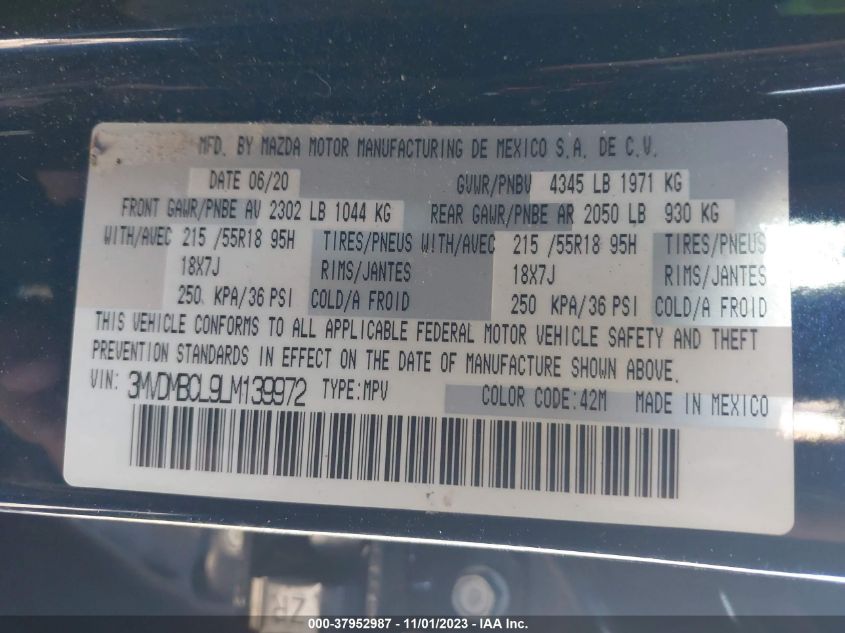 MFD. BY MAZDA MOTOR MANUFACTURING DE MEXICO S.A. DE C.V.
DATE 06/20 GVWR/PNBV 4345 LB 1971 KG
FRONT GAWR/PNBE AV 2302 LB 1044 KG REAR GAWR/PNBE AR 2050 LB 930 KG
WITH/AVEC 215 /55R18 95H TIRES/PNEUS WITH/AVEC 215 /55R18 95H TIRES/PNEUS
18X7J RIMS/JANTES 18X7J RIMS/JANTES
250 KPA/36 PSI COLD/A FROID 250 KPA/36 PSI COLD/A FROID
THIS VEHICLE CONFORMS TO ALL APPLICABLE FEDERAL MOTOR VEHICLE SAFETY AND THEFT
PREVENTION STANDARDS IN EFFECT ON THE DATE OF MANUFACTURE SHOWN ABOVE.
VIN: 3MVDMBCL9LM139972 TYPE:MPV COLOR CODE:42M MADE IN MEXICO
ZR
000-37952987 - 11/01/2023 - IAA Inc.